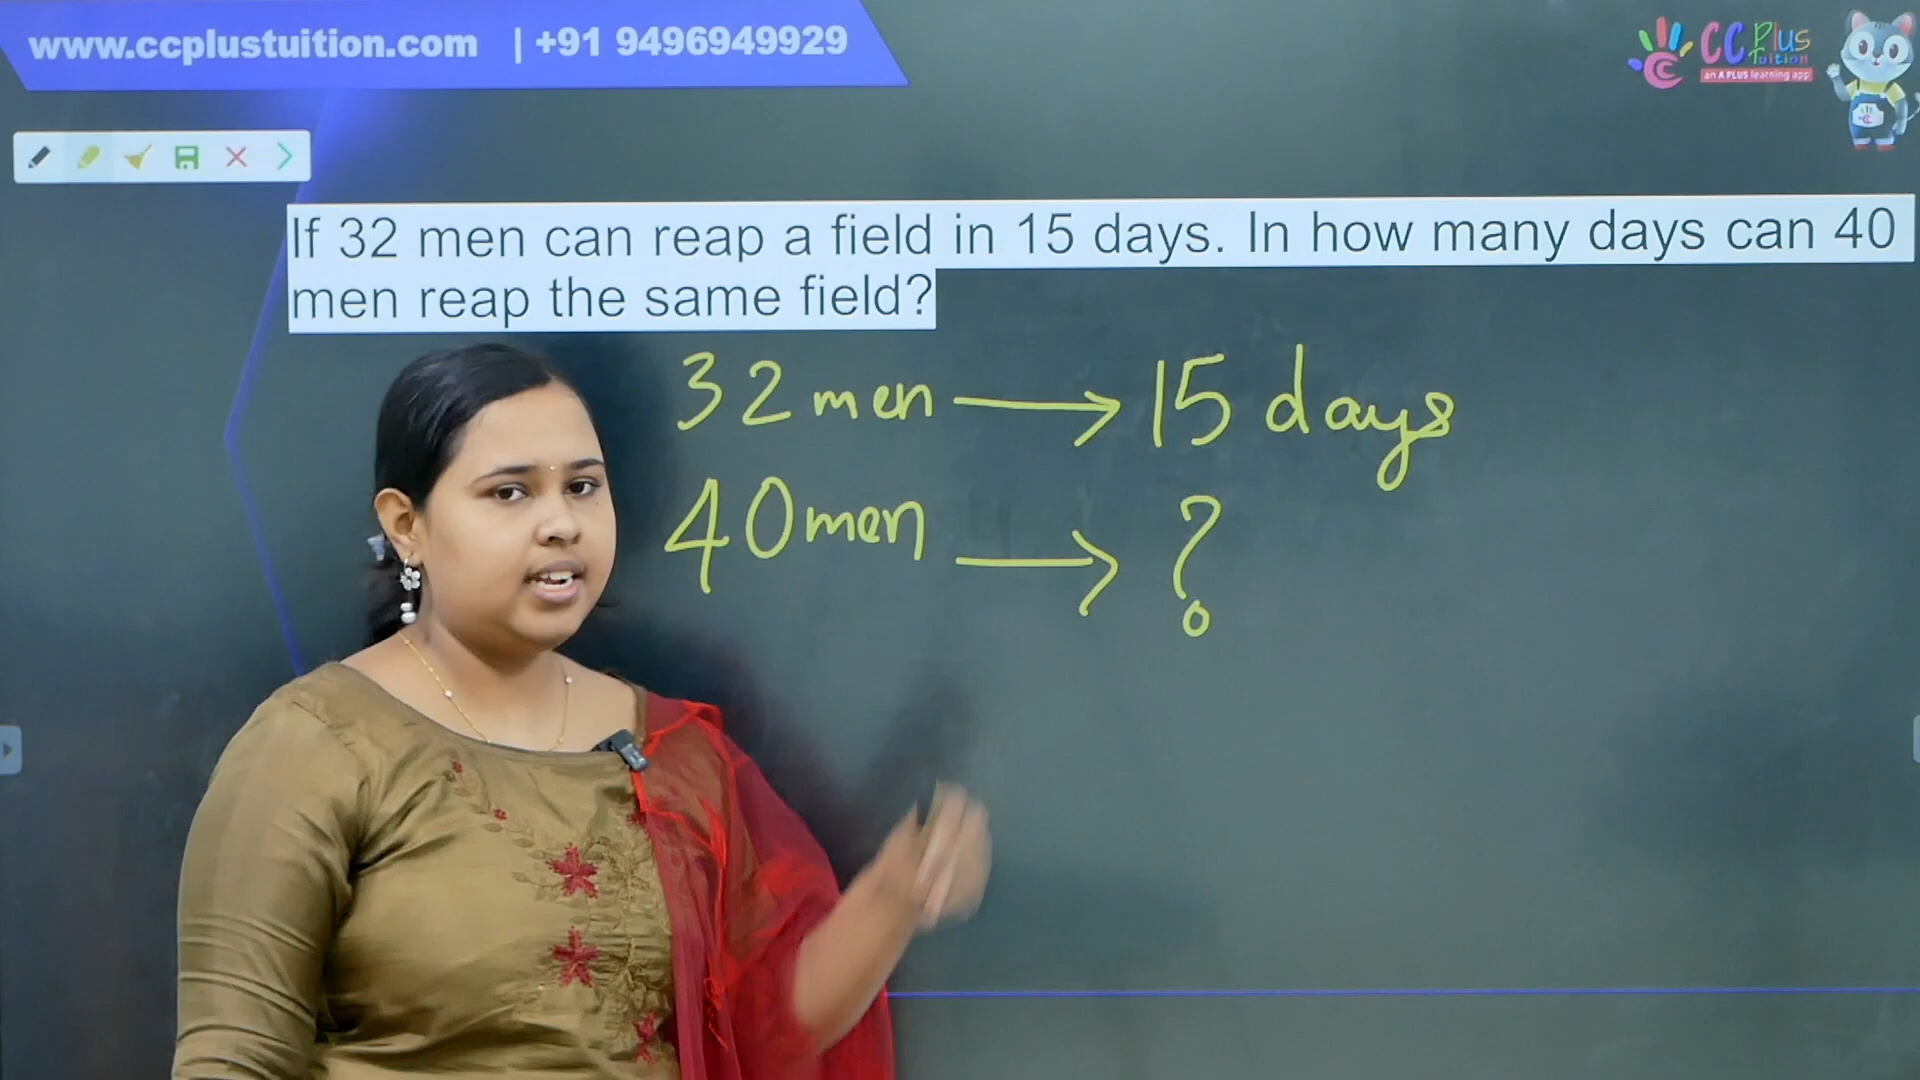 www.ccplustuition.com | +91 9496949929
CC Plus
Tuition
an A PLUS learning app
If 32 men can reap a field in 15 days. In how many days can 40
men reap the same field?
32 men → 15 days
40 men → ?